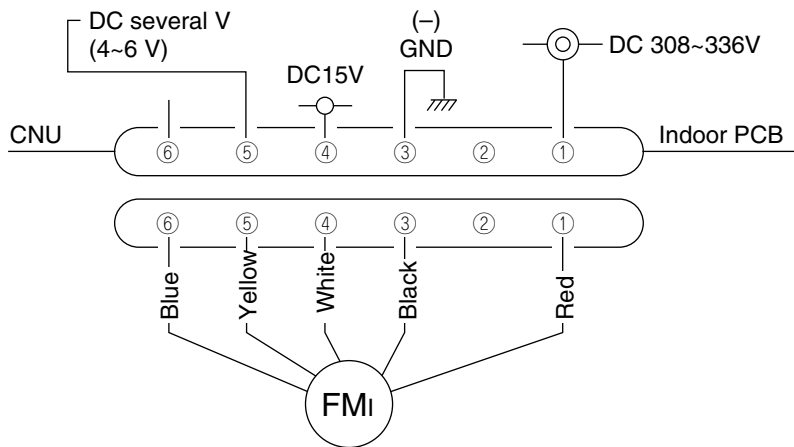 DC several V
(4~6 V)
(–)
GND
DC 308~336V
DC15V
CNU
⑥ ⑤ ④ ③ ② ①
Indoor PCB
⑥ ⑤ ④ ③ ② ①
Blue
Yellow
White
Black
Red
FMI